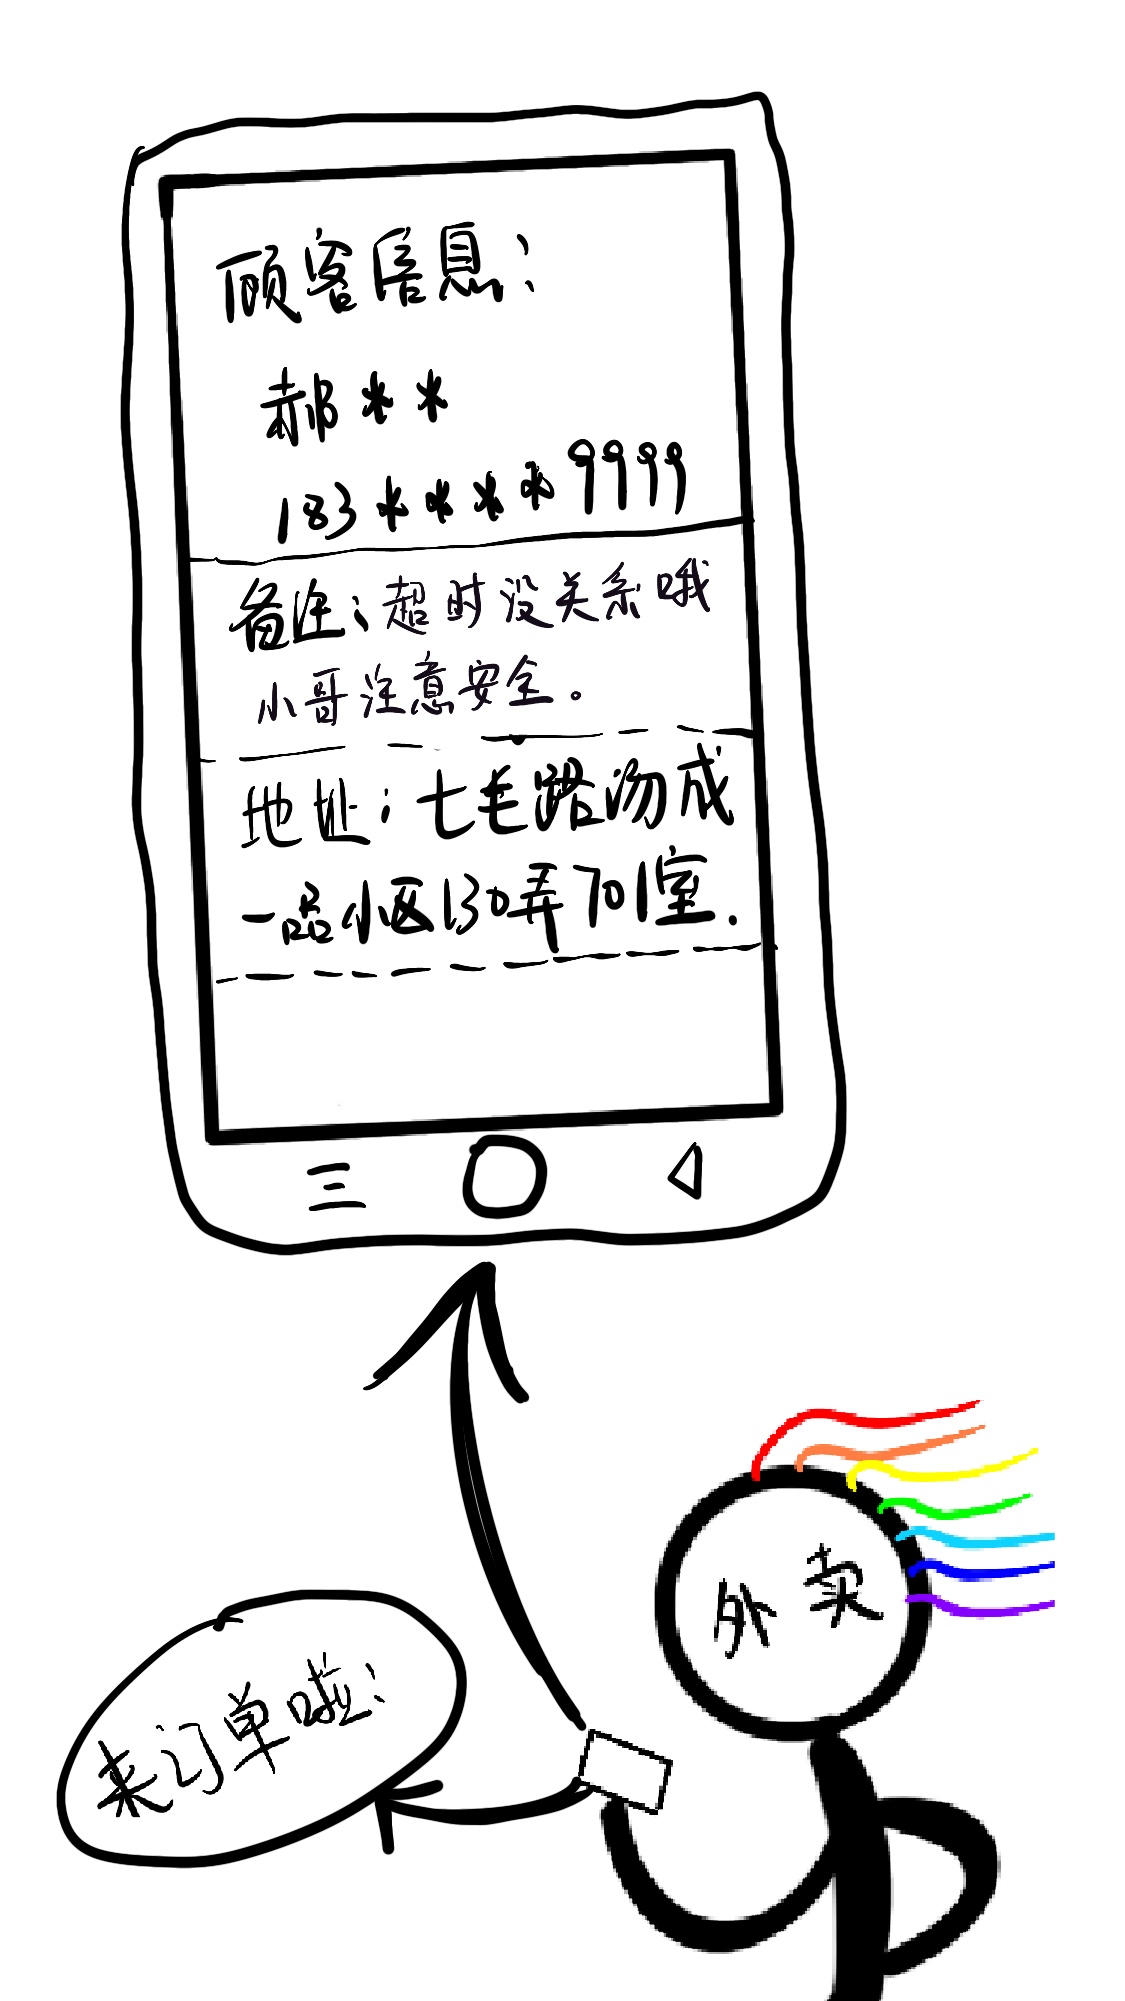 顾客信息:
郝**
183****9999
备注:超时没关系哦
小哥注意安全。
地址:七毛路汤成
一品小区130弄701室.
外卖
来订单啦: